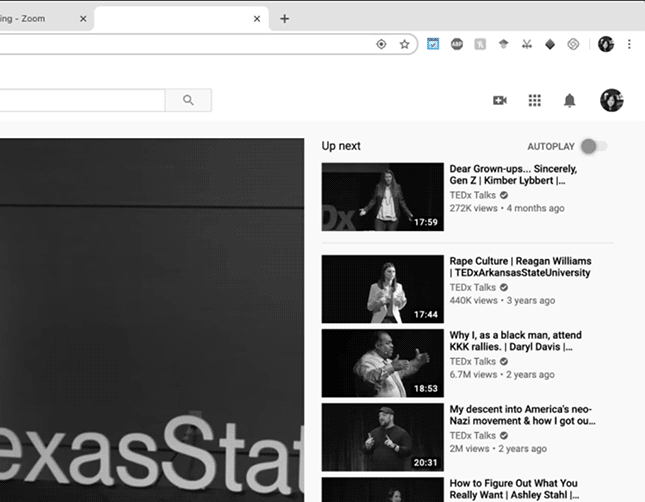 ing - Zoom
ABP
Up next
AUTOPLAY
Dx
17:59
Dear Grown-ups... Sincerely,
Gen Z | Kimber Lybbert |...
TEDx Talks
272K views • 4 months ago
17:44
Rape Culture | Reagan Williams
| TEDxArkansasStateUniversity
TEDx Talks
440K views • 3 years ago
18:53
Why I, as a black man, attend
KKK rallies. | Daryl Davis |...
TEDx Talks
6.7M views • 2 years ago
20:31
My descent into America's neo-
Nazi movement & how I got ou...
TEDx Talks
2M views • 2 years ago
How to Figure Out What You
Really Want | Ashley Stahl |...
exasStat